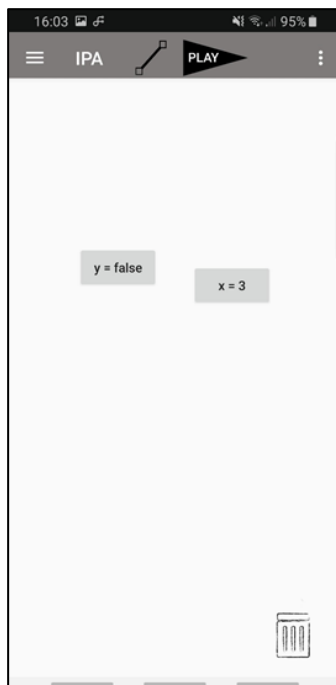 16:03 95%
IPA PLAY
y = false
x = 3